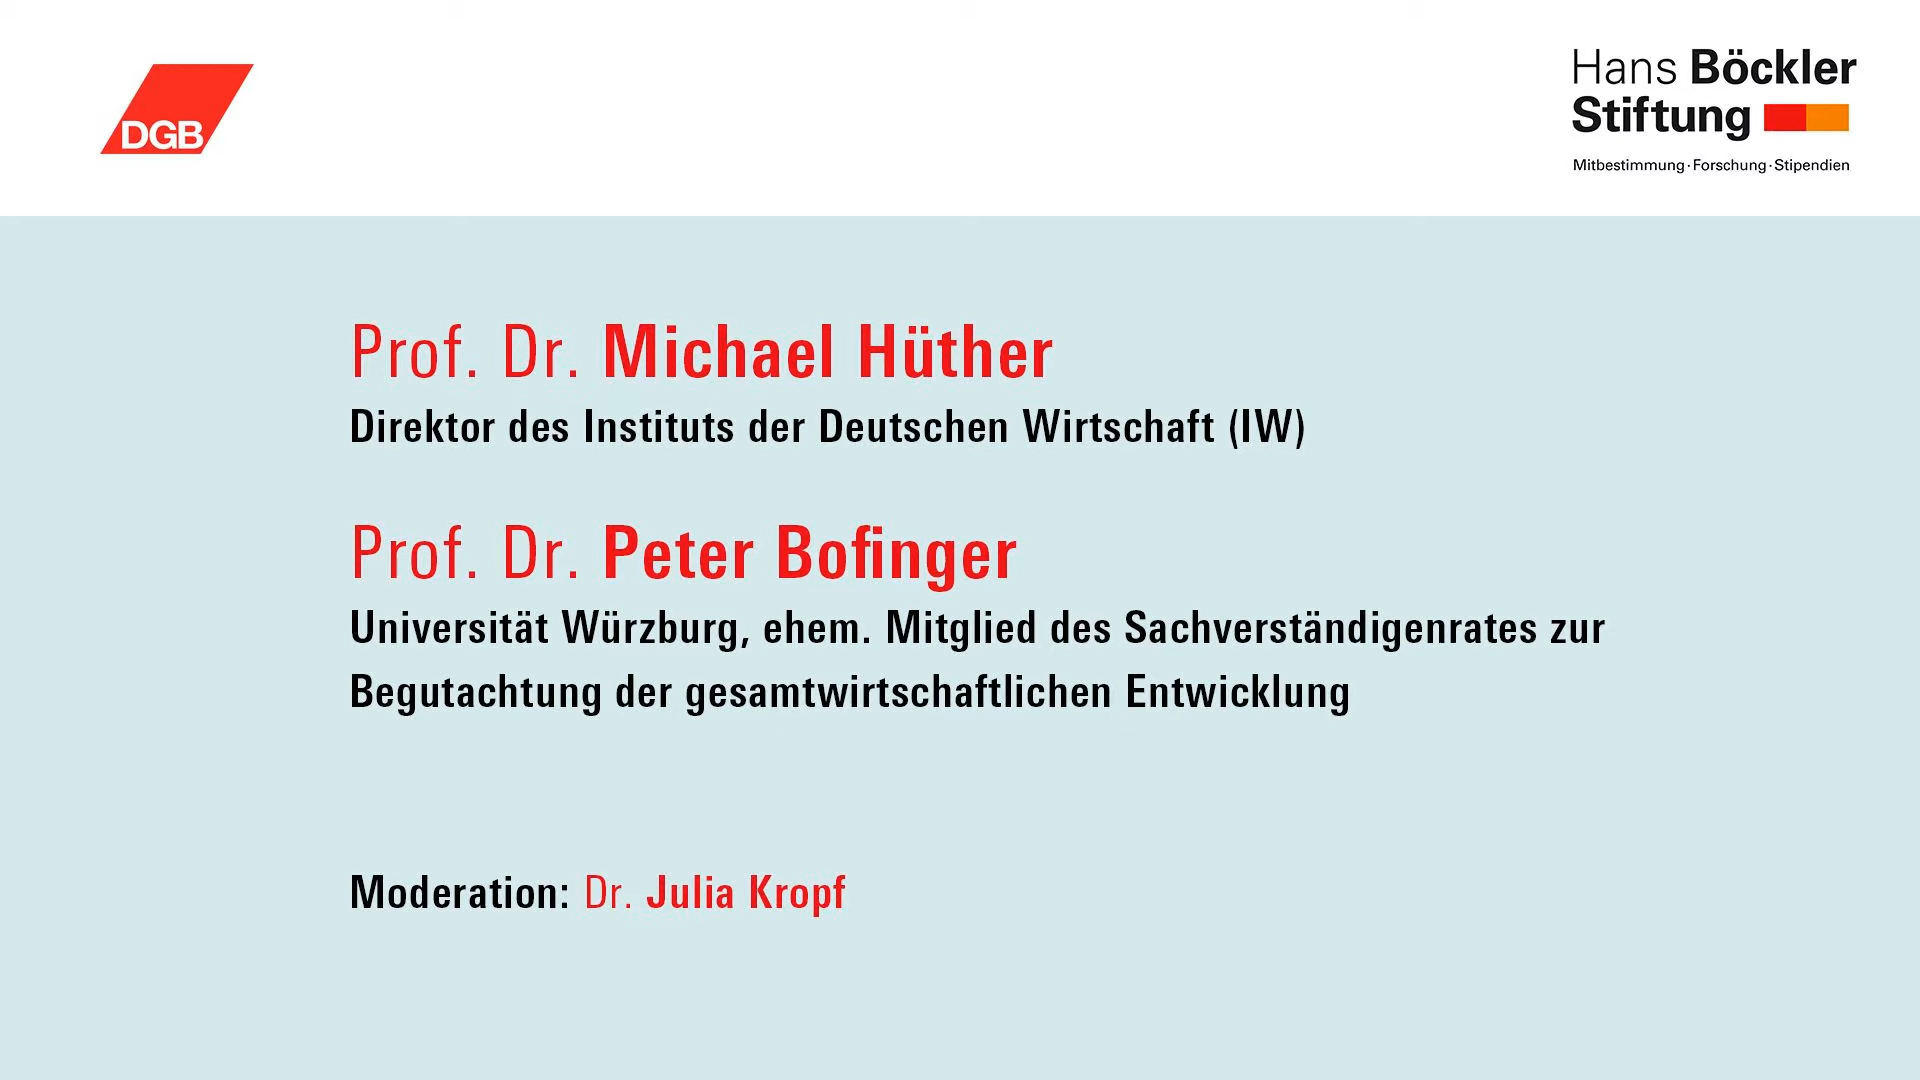 DGB
Hans Böckler
Stiftung
Mitbestimmung · Forschung · Stipendien
Prof. Dr. Michael Hüther
Direktor des Instituts der Deutschen Wirtschaft (IW)
Prof. Dr. Peter Bofinger
Universität Würzburg, ehem. Mitglied des Sachverständigenrates zur
Begutachtung der gesamtwirtschaftlichen Entwicklung
Moderation: Dr. Julia Kropf